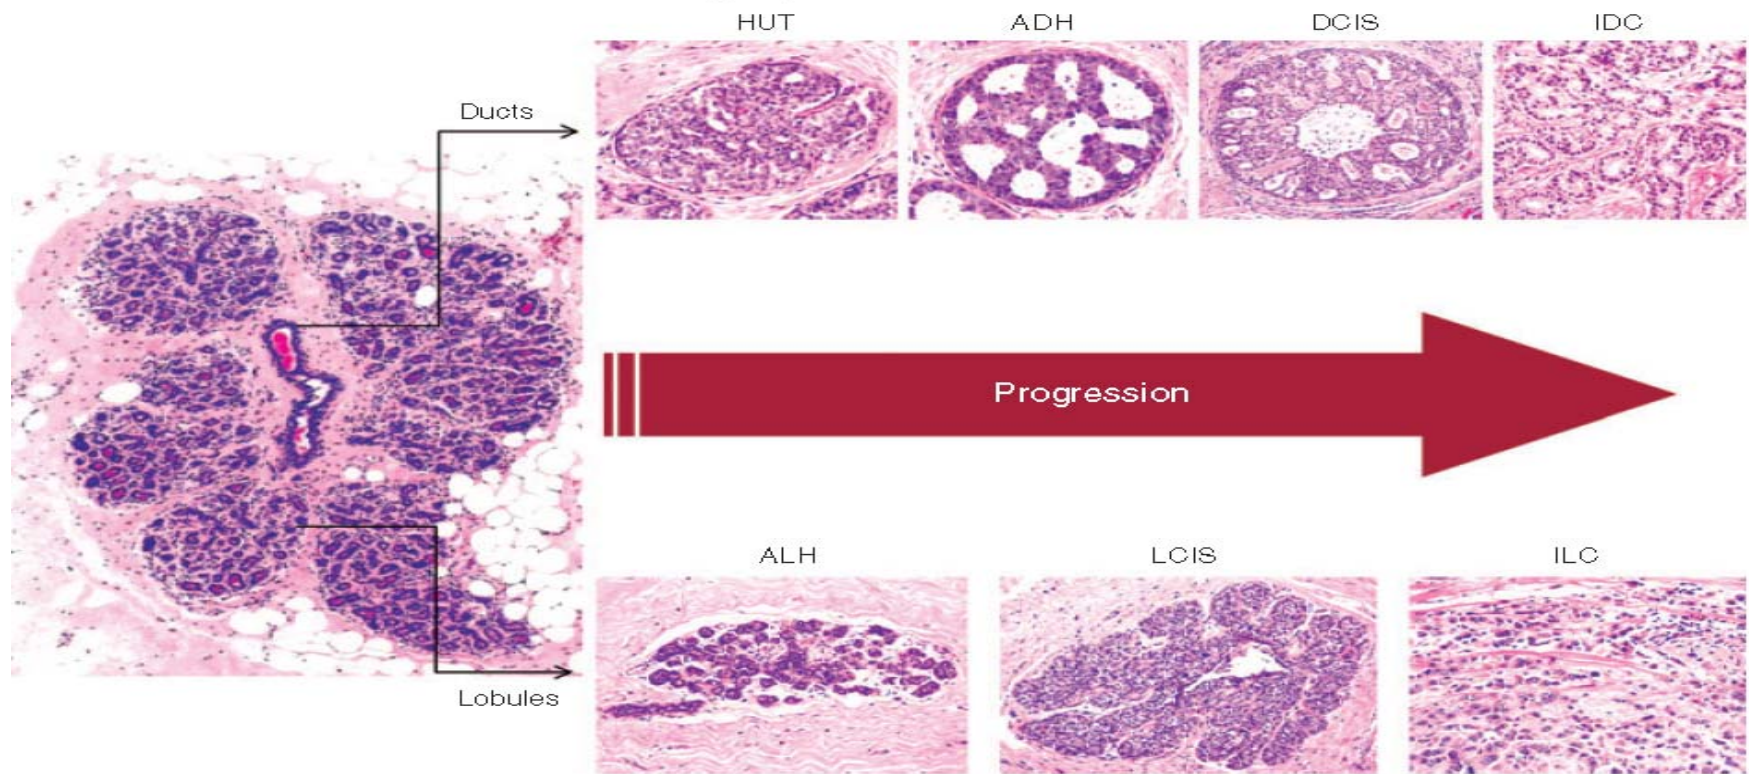 HUT ADH DCIS IDC
Ducts
Progression
ALH LCIS ILC
Lobules